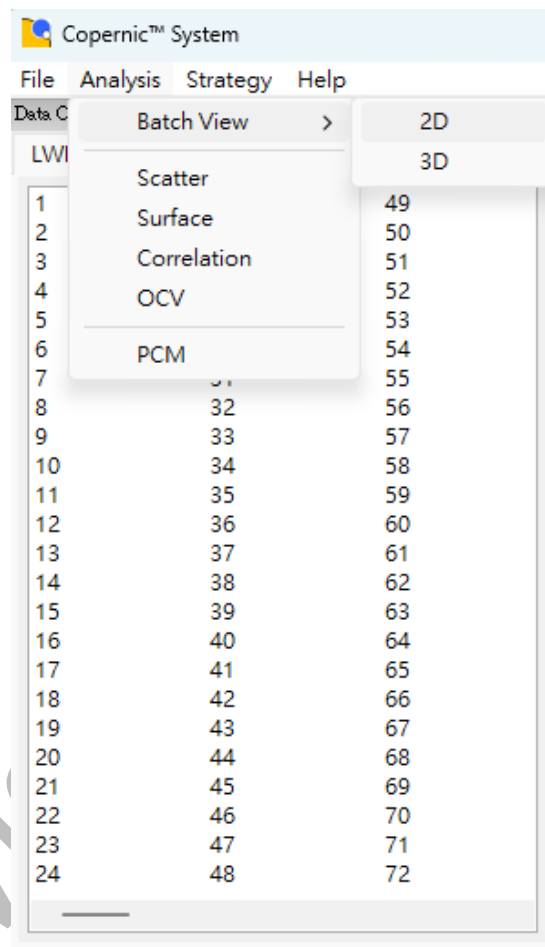 Copernic™ System
File Analysis Strategy Help
Data C
Batch View > 2D
LWI
3D
Scatter
1 49
Surface
2 50
Correlation
3 51
4 52
OCV
5 53
6 54
PCM
7 55
8 32 56
9 33 57
10 34 58
11 35 59
12 36 60
13 37 61
14 38 62
15 39 63
16 40 64
17 41 65
18 42 66
19 43 67
20 44 68
21 45 69
22 46 70
23 47 71
24 48 72